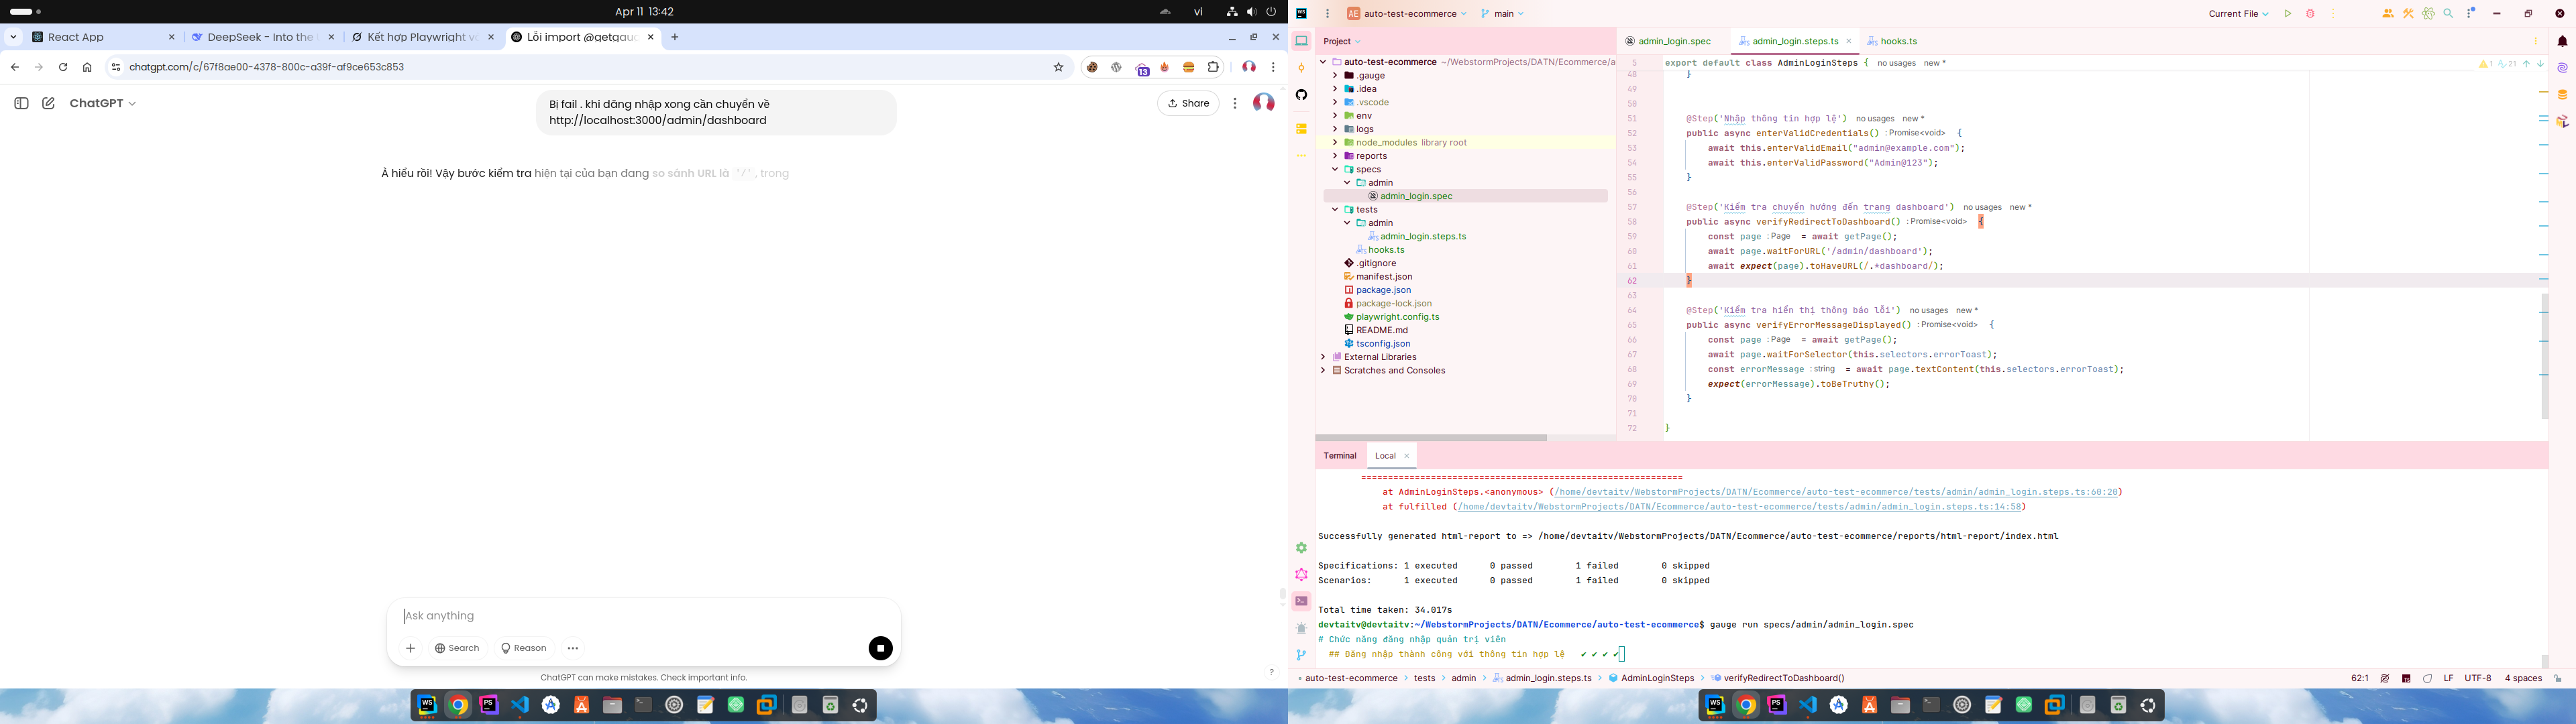 Apr 11 13:42
vi
React App
DeepSeek - Into the
Kết hợp Playwright và
Lỗi import @getgaug
chatgpt.com/c/67f8ae00-4378-800c-a39f-af9ce653c853
13
ChatGPT
Share
Bị fail . khi đăng nhập xong cần chuyển về
http://localhost:3000/admin/dashboard
À hiểu rồi! Vậy bước kiểm tra hiện tại của bạn đang so sánh URL là '/', trong
Ask anything
Search
Reason
ChatGPT can make mistakes. Check important info.
?
WS
AE auto-test-ecommerce
main
Current File
Project
auto-test-ecommerce ~/WebstormProjects/DATN/Ecommerce/a
.gauge
.idea
.vscode
env
logs
node_modules library root
reports
specs
admin
admin_login.spec
tests
admin
admin_login.steps.ts
hooks.ts
.gitignore
manifest.json
package.json
package-lock.json
playwright.config.ts
README.md
tsconfig.json
External Libraries
Scratches and Consoles
admin_login.spec
admin_login.steps.ts
hooks.ts
5 export default class AdminLoginSteps { no usages new *
1 21
48 }
49
50
51 @Step('Nhập thông tin hợp lệ') no usages new *
52 public async enterValidCredentials() : Promise<void> {
53 await this.enterValidEmail("admin@example.com");
54 await this.enterValidPassword("Admin@123");
55 }
56
57 @Step('Kiểm tra chuyển hướng đến trang dashboard') no usages new *
58 public async verifyRedirectToDashboard() : Promise<void> {
59 const page : Page = await getPage();
60 await page.waitForURL('/admin/dashboard');
61 await expect(page).toHaveURL(/.*dashboard/);
62 }
63
64 @Step('Kiểm tra hiển thị thông báo lỗi') no usages new *
65 public async verifyErrorMessageDisplayed() : Promise<void> {
66 const page : Page = await getPage();
67 await page.waitForSelector(this.selectors.errorToast);
68 const errorMessage : string = await page.textContent(this.selectors.errorToast);
69 expect(errorMessage).toBeTruthy();
70 }
71
72 }
Terminal
Local
============================================================
at AdminLoginSteps.<anonymous> (/home/devtaitv/WebstormProjects/DATN/Ecommerce/auto-test-ecommerce/tests/admin/admin_login.steps.ts:60:20)
at fulfilled (/home/devtaitv/WebstormProjects/DATN/Ecommerce/auto-test-ecommerce/tests/admin/admin_login.steps.ts:14:58)
Successfully generated html-report to => /home/devtaitv/WebstormProjects/DATN/Ecommerce/auto-test-ecommerce/reports/html-report/index.html
Specifications: 1 executed 0 passed 1 failed 0 skipped
Scenarios: 1 executed 0 passed 1 failed 0 skipped
Total time taken: 34.017s
devtaitv@devtaitv:~/WebstormProjects/DATN/Ecommerce/auto-test-ecommerce$ gauge run specs/admin/admin_login.spec
# Chức năng đăng nhập quản trị viên
## Đăng nhập thành công với thông tin hợp lệ ✔ ✔ ✔ ✔
auto-test-ecommerce > tests > admin > admin_login.steps.ts > AdminLoginSteps > verifyRedirectToDashboard()
62:1
LF
UTF-8
4 spaces